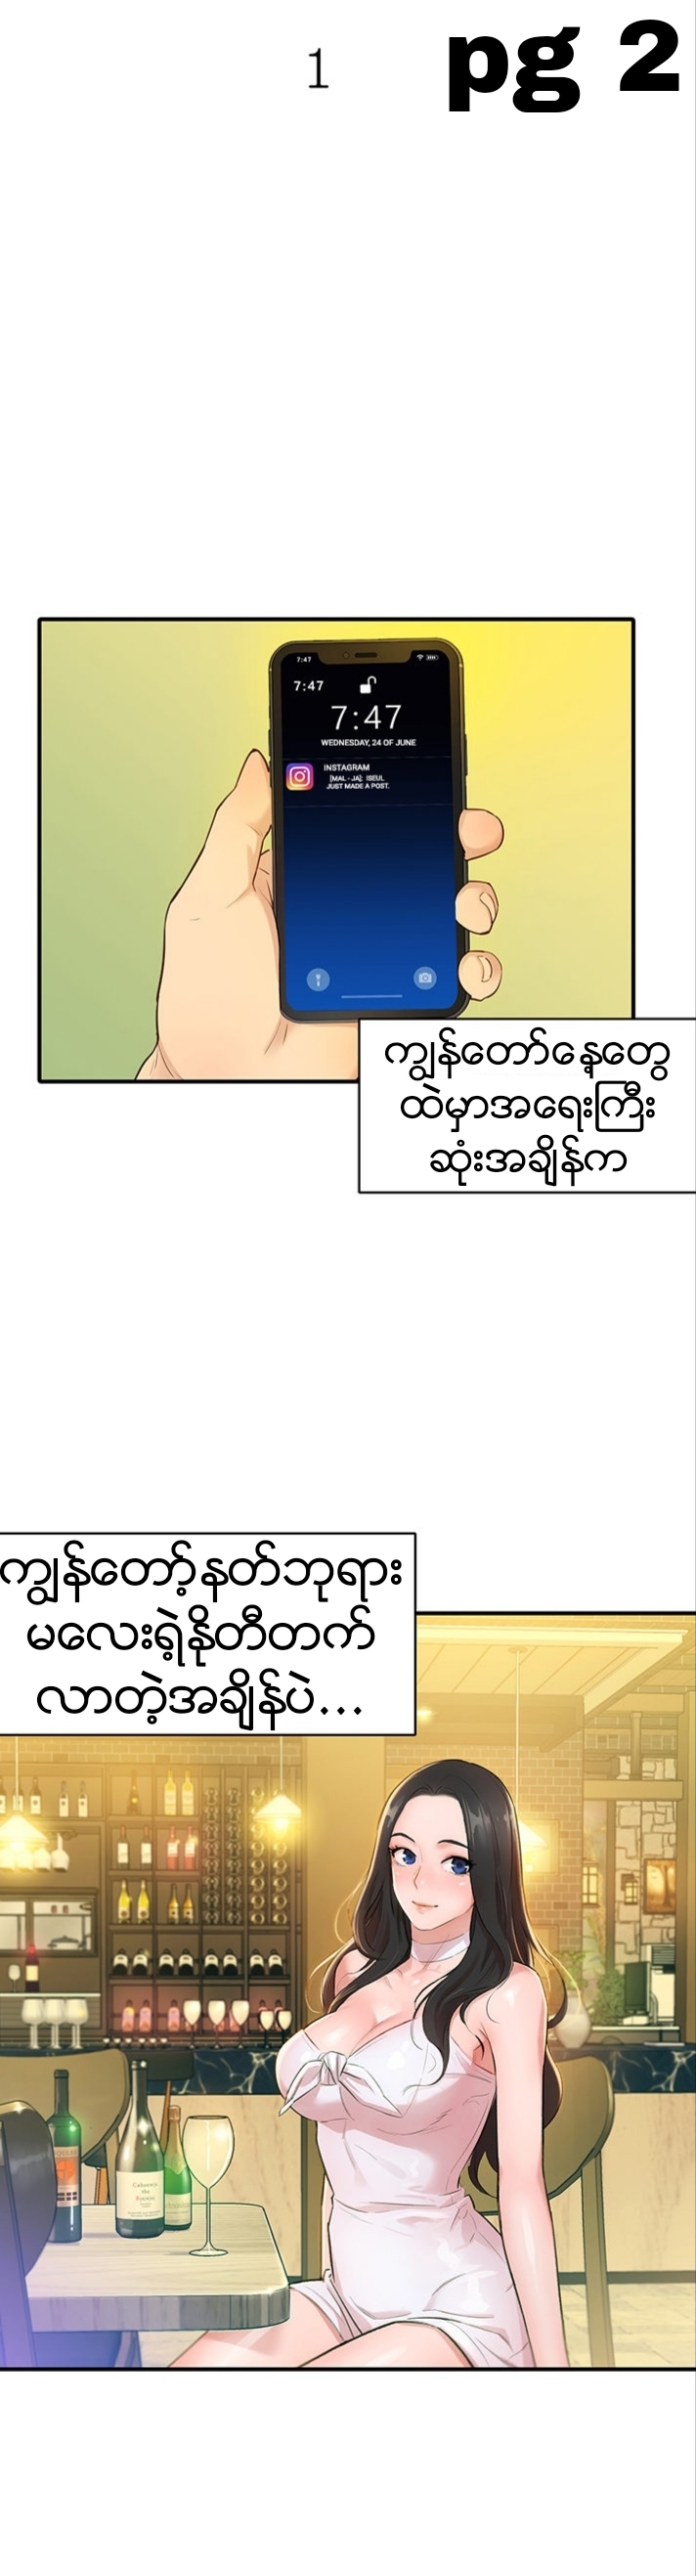 1
pg 2
7:47
7:47
7:47
WEDNESDAY, 24 OF JUNE
INSTAGRAM
[MAL - JA]: ISEUL
JUST MADE A POST.
ကျွန်တော်နေ့တွေ
ထဲမှာအရေးကြီး
ဆုံးအချိန်က
ကျွန်တော့်နတ်ဘုရား
မလေးရဲ့နိုတီတက်
လာတဲ့အချိန်ပဲ...